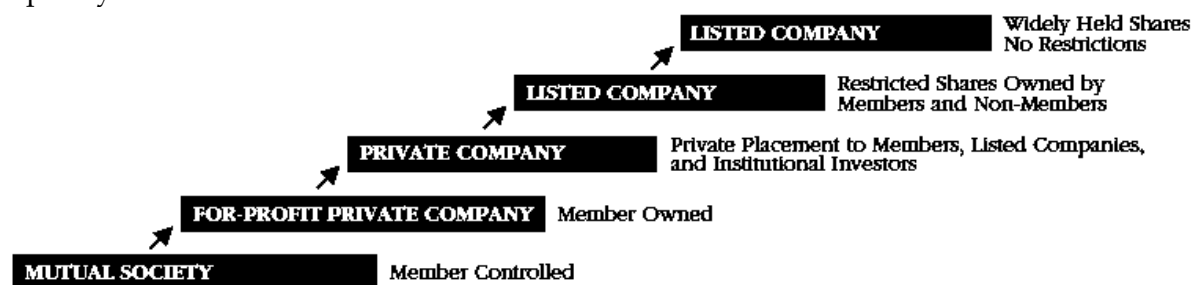 LISTED COMPANY
Widely Held Shares
No Restrictions
LISTED COMPANY
Restricted Shares Owned by
Members and Non-Members
PRIVATE COMPANY
Private Placement to Members, Listed Companies,
and Institutional Investors
FOR-PROFIT PRIVATE COMPANY
Member Owned
MUTUAL SOCIETY
Member Controlled